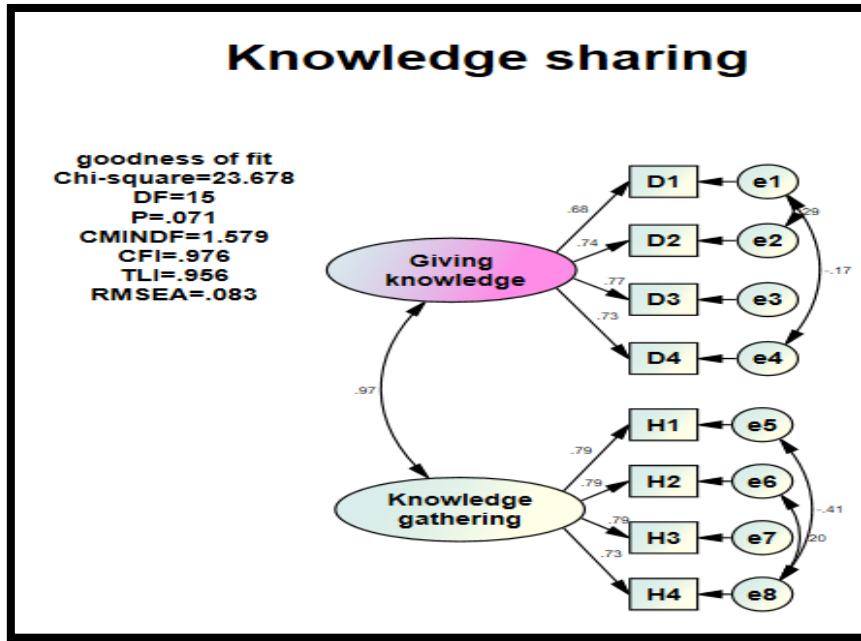 Knowledge sharing
goodness of fit
Chi-square=23.678
DF=15
P=.071
CMINDF=1.579
CFI=.976
TLI=.956
RMSEA=.083
Giving
knowledge
.68
.74
.77
.73
D1
e1
D2
e2
D3
e3
D4
e4
29
-.17
.97
Knowledge
gathering
.79
.79
.79
.73
H1
e5
H2
e6
H3
e7
H4
e8
-.41
20